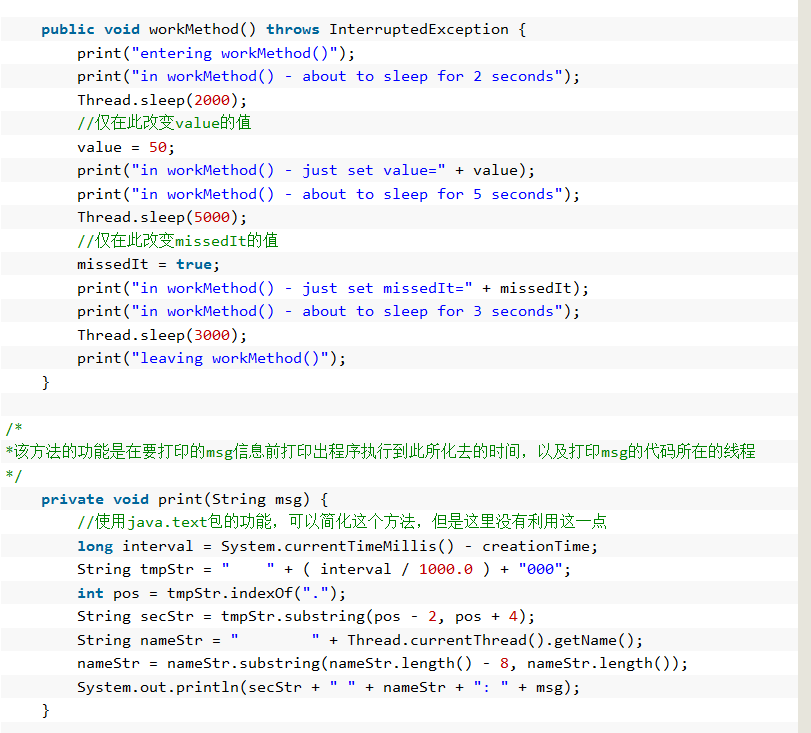 public void workMethod() throws InterruptedException {
print("entering workMethod()");
print("in workMethod() - about to sleep for 2 seconds");
Thread.sleep(2000);
//仅在此改变value的值
value = 50;
print("in workMethod() - just set value=" + value);
print("in workMethod() - about to sleep for 5 seconds");
Thread.sleep(5000);
//仅在此改变missedIt的值
missedIt = true;
print("in workMethod() - just set missedIt=" + missedIt);
print("in workMethod() - about to sleep for 3 seconds");
Thread.sleep(3000);
print("leaving workMethod()");
}
/*
*该方法的功能是在要打印的msg信息前打印出程序执行到此所化去的时间，以及打印msg的代码所在的线程
*/
private void print(String msg) {
//使用java.text包的功能，可以简化这个方法，但是这里没有利用这一点
long interval = System.currentTimeMillis() - creationTime;
String tmpStr = "    " + ( interval / 1000.0 ) + "000";
int pos = tmpStr.indexOf(".");
String secStr = tmpStr.substring(pos - 2, pos + 4);
String nameStr = "        " + Thread.currentThread().getName();
nameStr = nameStr.substring(nameStr.length() - 8, nameStr.length());
System.out.println(secStr + " " + nameStr + ": " + msg);
}